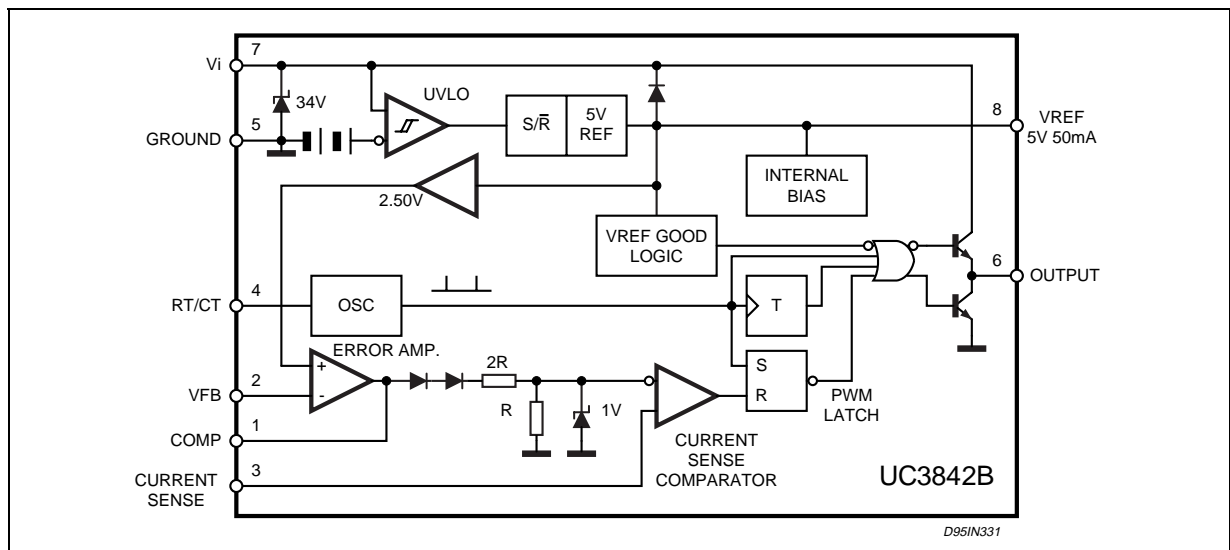 7
Vi
34V
UVLO
5
GROUND
S/R̅
5V
REF
8
VREF
5V 50mA
INTERNAL
BIAS
2.50V
VREF GOOD
LOGIC
6
OUTPUT
4
RT/CT
OSC
T
ERROR AMP.
+
-
2R
S
R
2
VFB
R
1V
PWM
LATCH
1
COMP
CURRENT
SENSE
COMPARATOR
3
CURRENT
SENSE
UC3842B
D95IN331